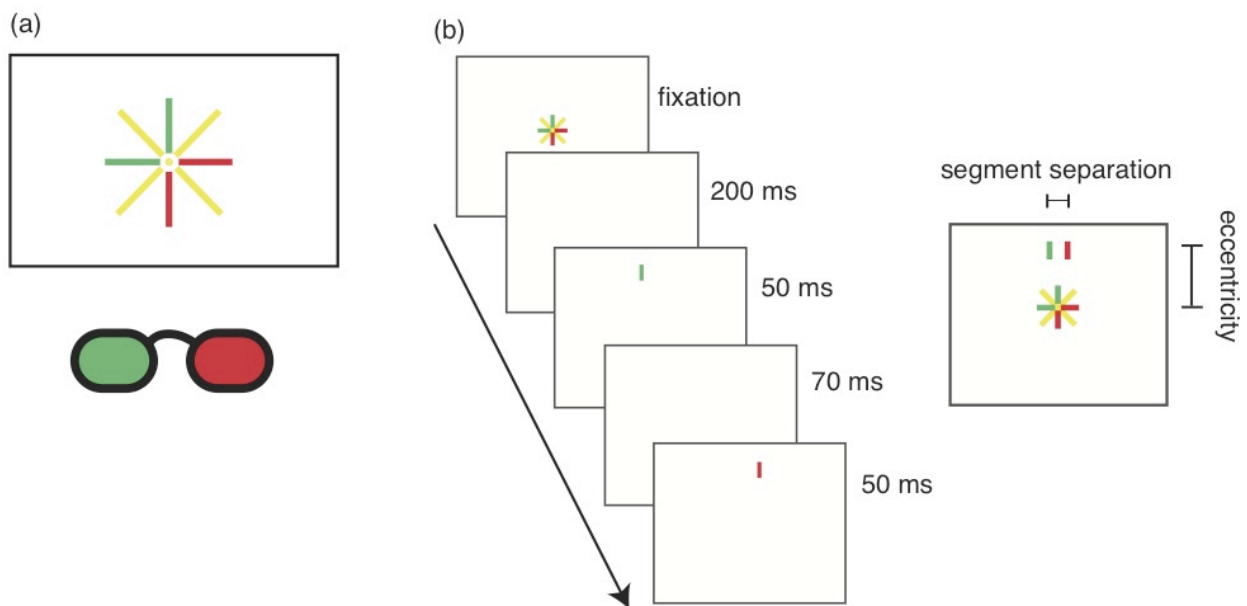 (a)
(b)
fixation
200 ms
50 ms
70 ms
50 ms
segment separation
eccentricity